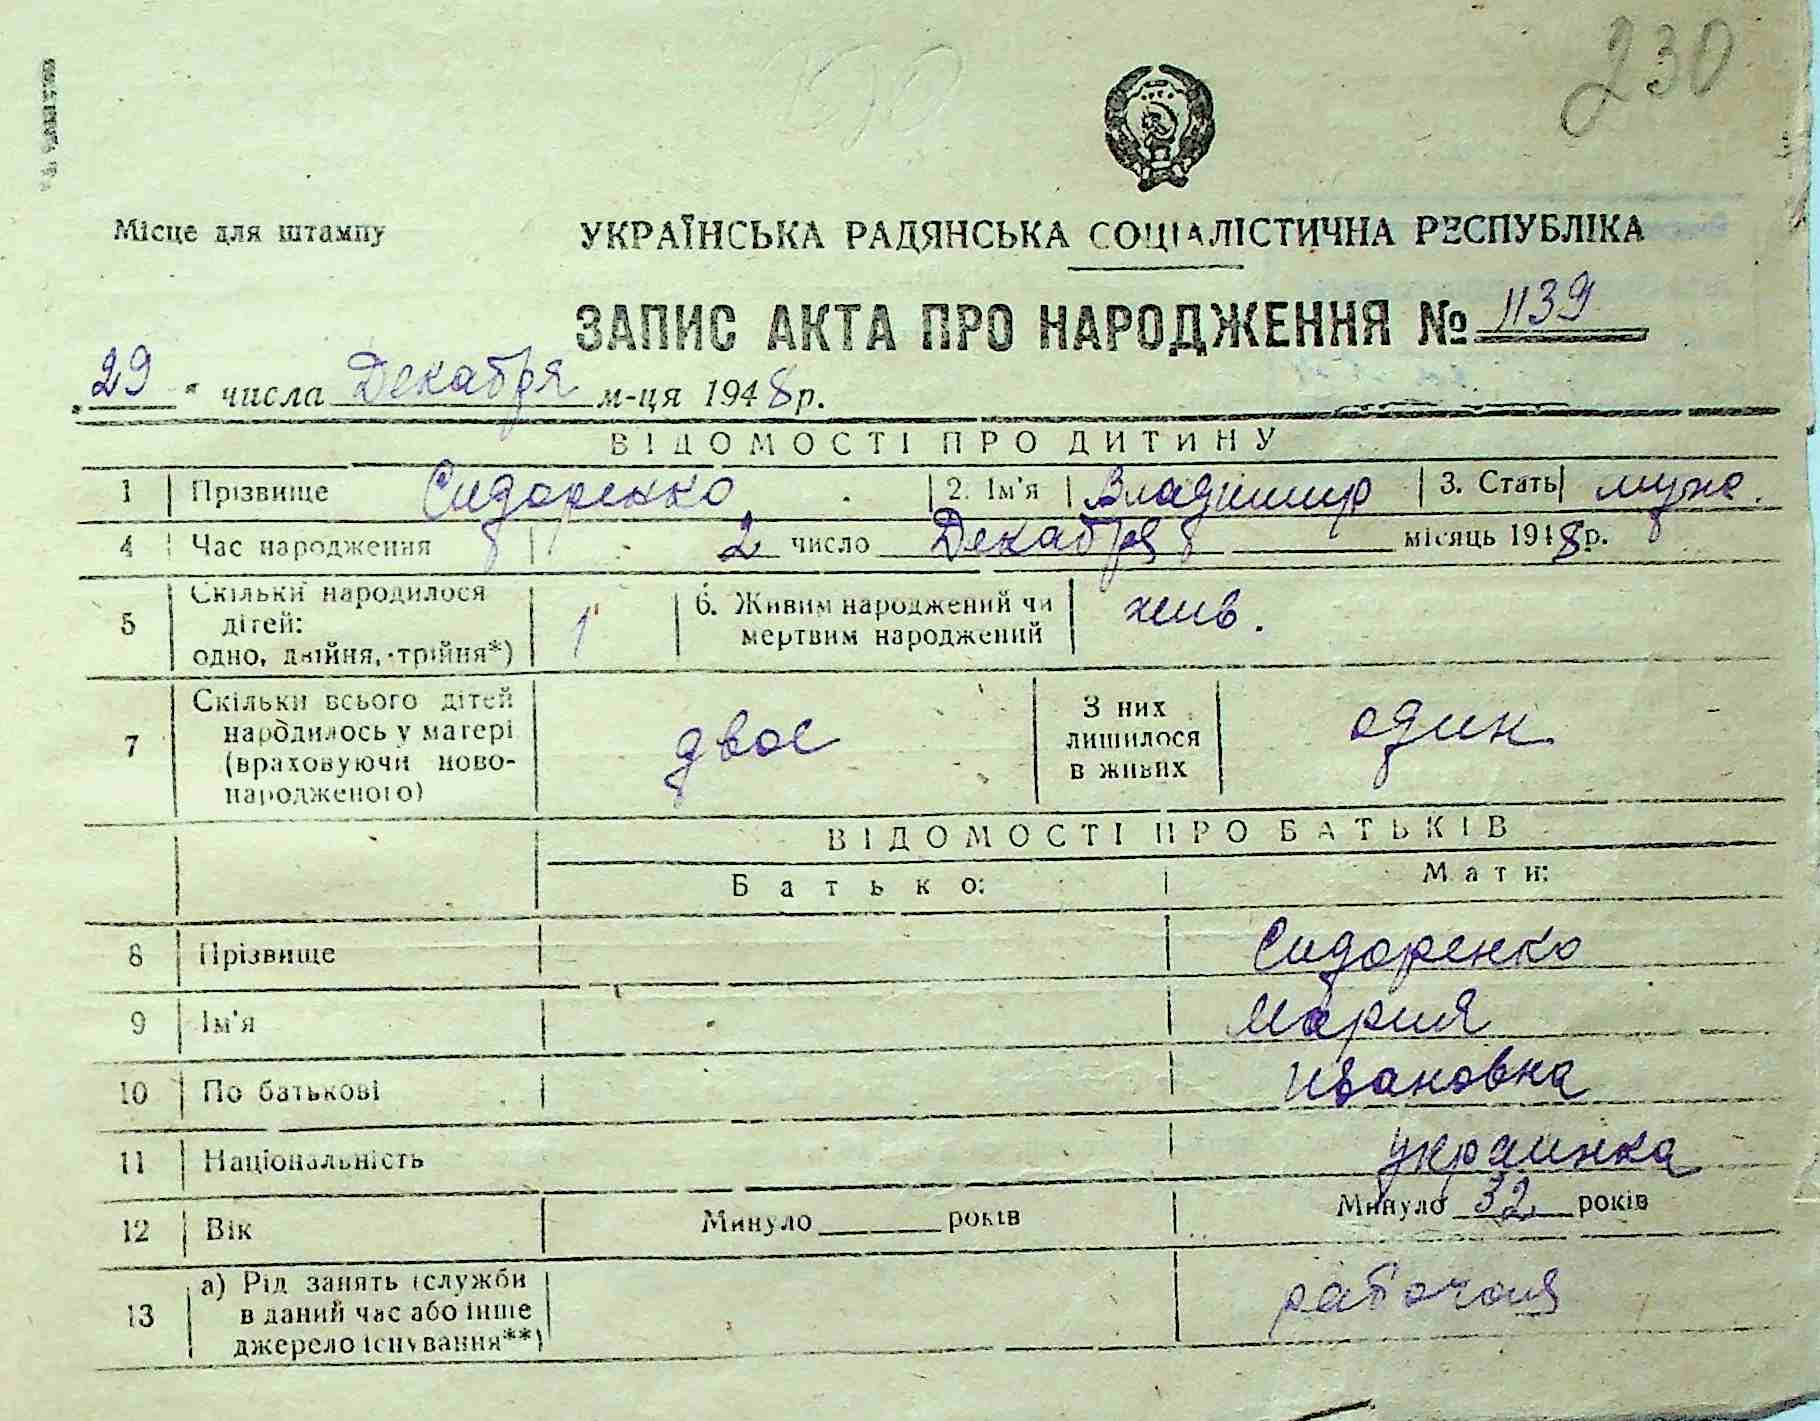 230
Місце для штампу
УКРАЇНСЬКА РАДЯНСЬКА СОЦІАЛІСТИЧНА РЕСПУБЛІКА
ЗАПИС АКТА ПРО НАРОДЖЕННЯ № 1139
29 " числа Декабря м-ця 1948 р.
ВІДОМОСТІ ПРО ДИТИНУ
1 Прізвище Сидоренко 2. Ім'я Владимир 3. Стать муж.
4 Час народження 2 число Декабря місяць 1948 р.
5 Скільки народилося дітей: одно, двійня, трійня*) 1 6. Живим народжений чи мертвим народжений жив.
7 Скільки всього дітей народилось у матері (враховуючи ново-народженого) двое З них лишилося в живих один
ВІДОМОСТІ ПРО БАТЬКІВ
Батько: Мати:
8 Прізвище Сидоренко
9 Ім'я Мария
10 По батькові Ивановна
11 Національність украинка
12 Вік Минуло років Минуло 32 років
13 а) Рід занять (служби в даний час або інше джерело існування**) рабочая